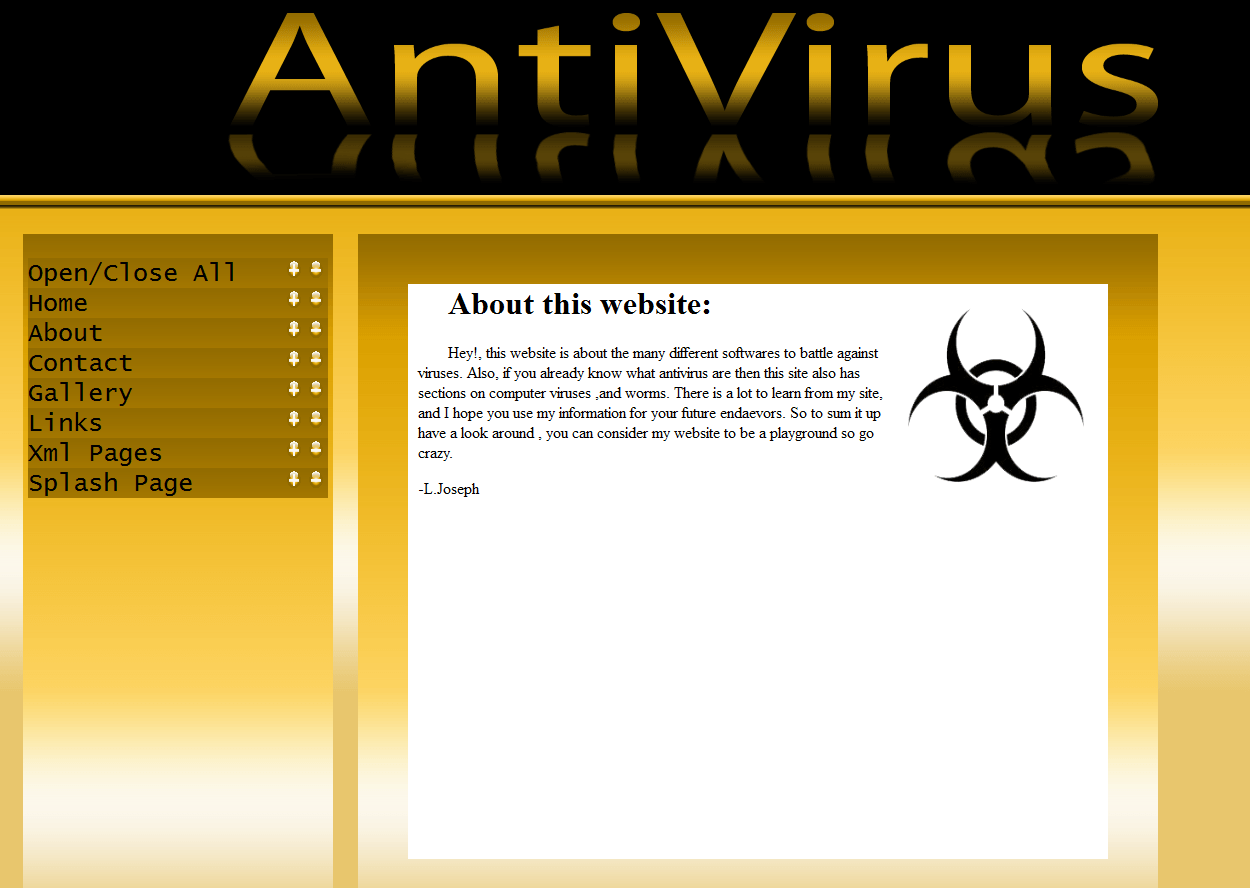 AntiVirus
Open/Close All
Home
About
Contact
Gallery
Links
Xml Pages
Splash Page
About this website:
Hey!, this website is about the many different softwares to battle against
viruses. Also, if you already know what antivirus are then this site also has
sections on computer viruses ,and worms. There is a lot to learn from my site,
and I hope you use my information for your future endaevors. So to sum it up
have a look around , you can consider my website to be a playground so go
crazy.
-L.Joseph